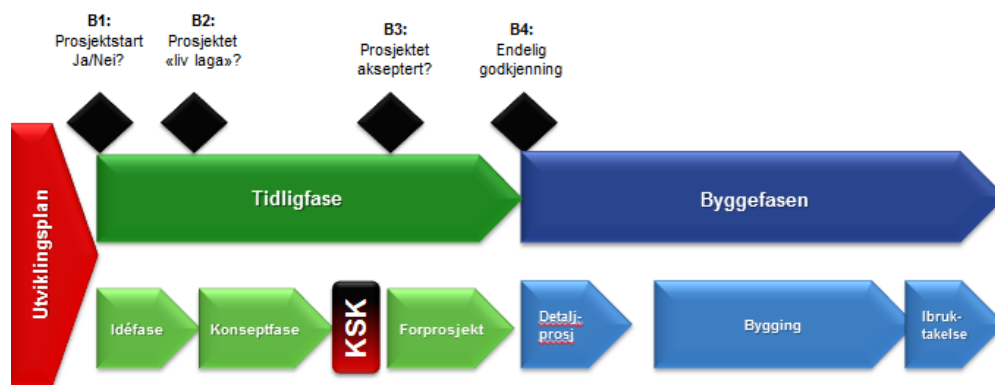 B1:
Prosjektstart
Ja/Nei?
B2:
Prosjektet
«liv laga»?
B3:
Prosjektet
akseptert?
B4:
Endelig
godkjenning
Utviklingsplan
Tidligfase
Byggefasen
Idéfase
Konseptfase
KSK
Forprosjekt
Detalj-
prosj
Bygging
Ibruk-
takelse